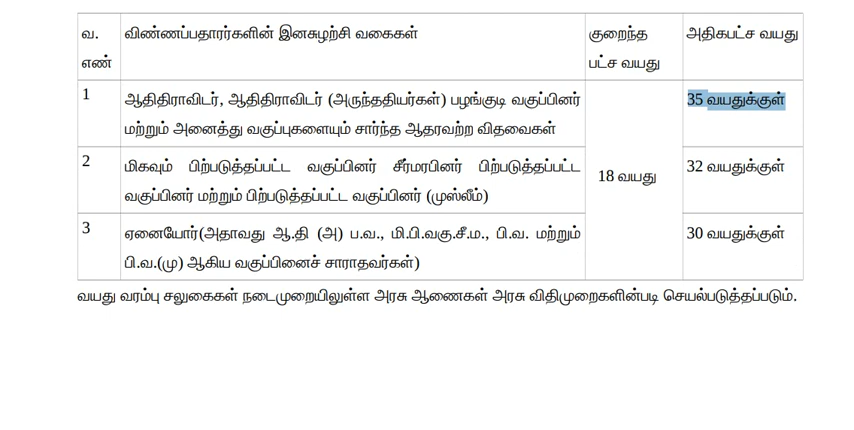 வ. எண் விண்ணப்பதாரர்களின் இனசுழற்சி வகைகள் குறைந்த பட்ச வயது அதிகபட்ச வயது
1 ஆதிதிராவிடர், ஆதிதிராவிடர் (அருந்ததியர்கள்) பழங்குடி வகுப்பினர்
மற்றும் அனைத்து வகுப்புகளையும் சார்ந்த ஆதரவற்ற விதவைகள்
35 வயதுக்குள்
18 வயது
2 மிகவும் பிற்படுத்தப்பட்ட வகுப்பினர் சீர்மரபினர் பிற்படுத்தப்பட்ட
வகுப்பினர் மற்றும் பிற்படுத்தப்பட்ட வகுப்பினர் (முஸ்லீம்)
32 வயதுக்குள்
3 ஏனையோர்(அதாவது ஆ.தி (அ) ப.வ., மி.பி.வகு.சீ.ம., பி.வ. மற்றும்
பி.வ.(மு) ஆகிய வகுப்பினைச் சாராதவர்கள்)
30 வயதுக்குள்
வயது வரம்பு சலுகைகள் நடைமுறையிலுள்ள அரசு ஆணைகள் அரசு விதிமுறைகளின்படி செயல்படுத்தப்படும்.